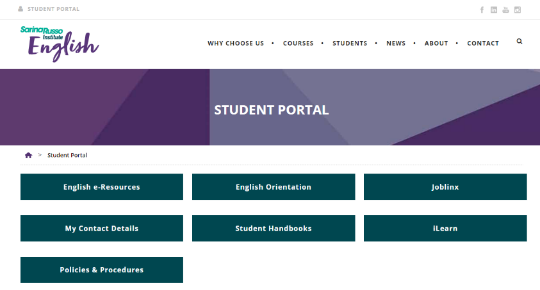 STUDENT PORTAL
Sarina Russo
Institute
English
WHY CHOOSE US • COURSES • STUDENTS • NEWS • ABOUT • CONTACT
STUDENT PORTAL
> Student Portal
English e-Resources English Orientation Joblinx
My Contact Details Student Handbooks iLearn
Policies & Procedures